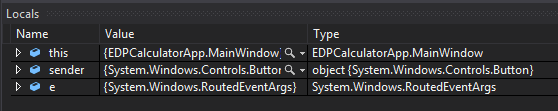 Locals
Name Value Type
this {EDPCalculatorApp.MainWindow EDPCalculatorApp.MainWindow
sender {System.Windows.Controls.Button object {System.Windows.Controls.Button}
e {System.Windows.RoutedEventArgs} System.Windows.RoutedEventArgs